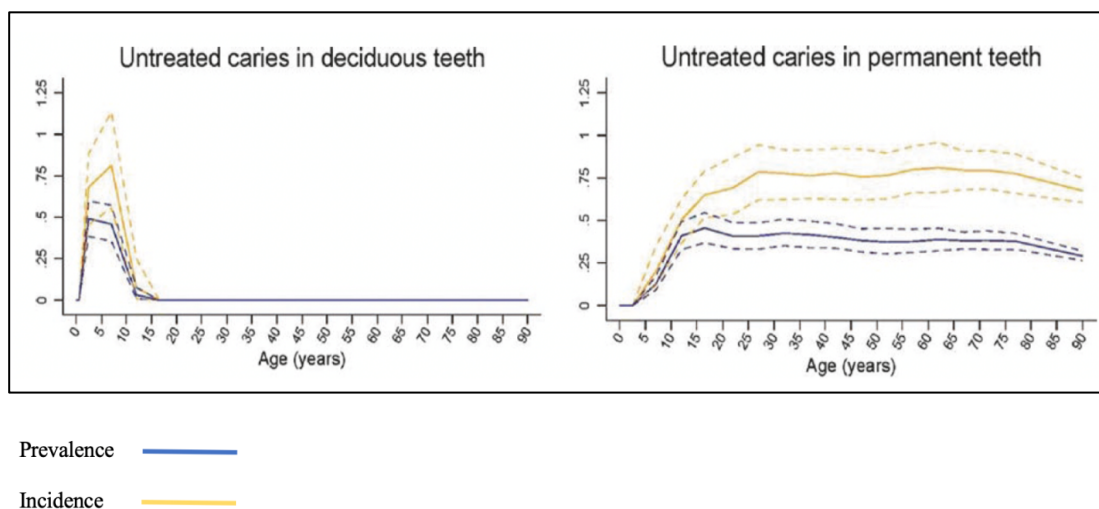 Untreated caries in deciduous teeth
1.25
1
.75
.5
.25
0
0 5 10 15 20 25 30 35 40 45 50 55 60 65 70 75 80 85 90
Age (years)
Untreated caries in permanent teeth
1.25
1
.75
.5
.25
0
0 5 10 15 20 25 30 35 40 45 50 55 60 65 70 75 80 85 90
Age (years)
Prevalence
Incidence